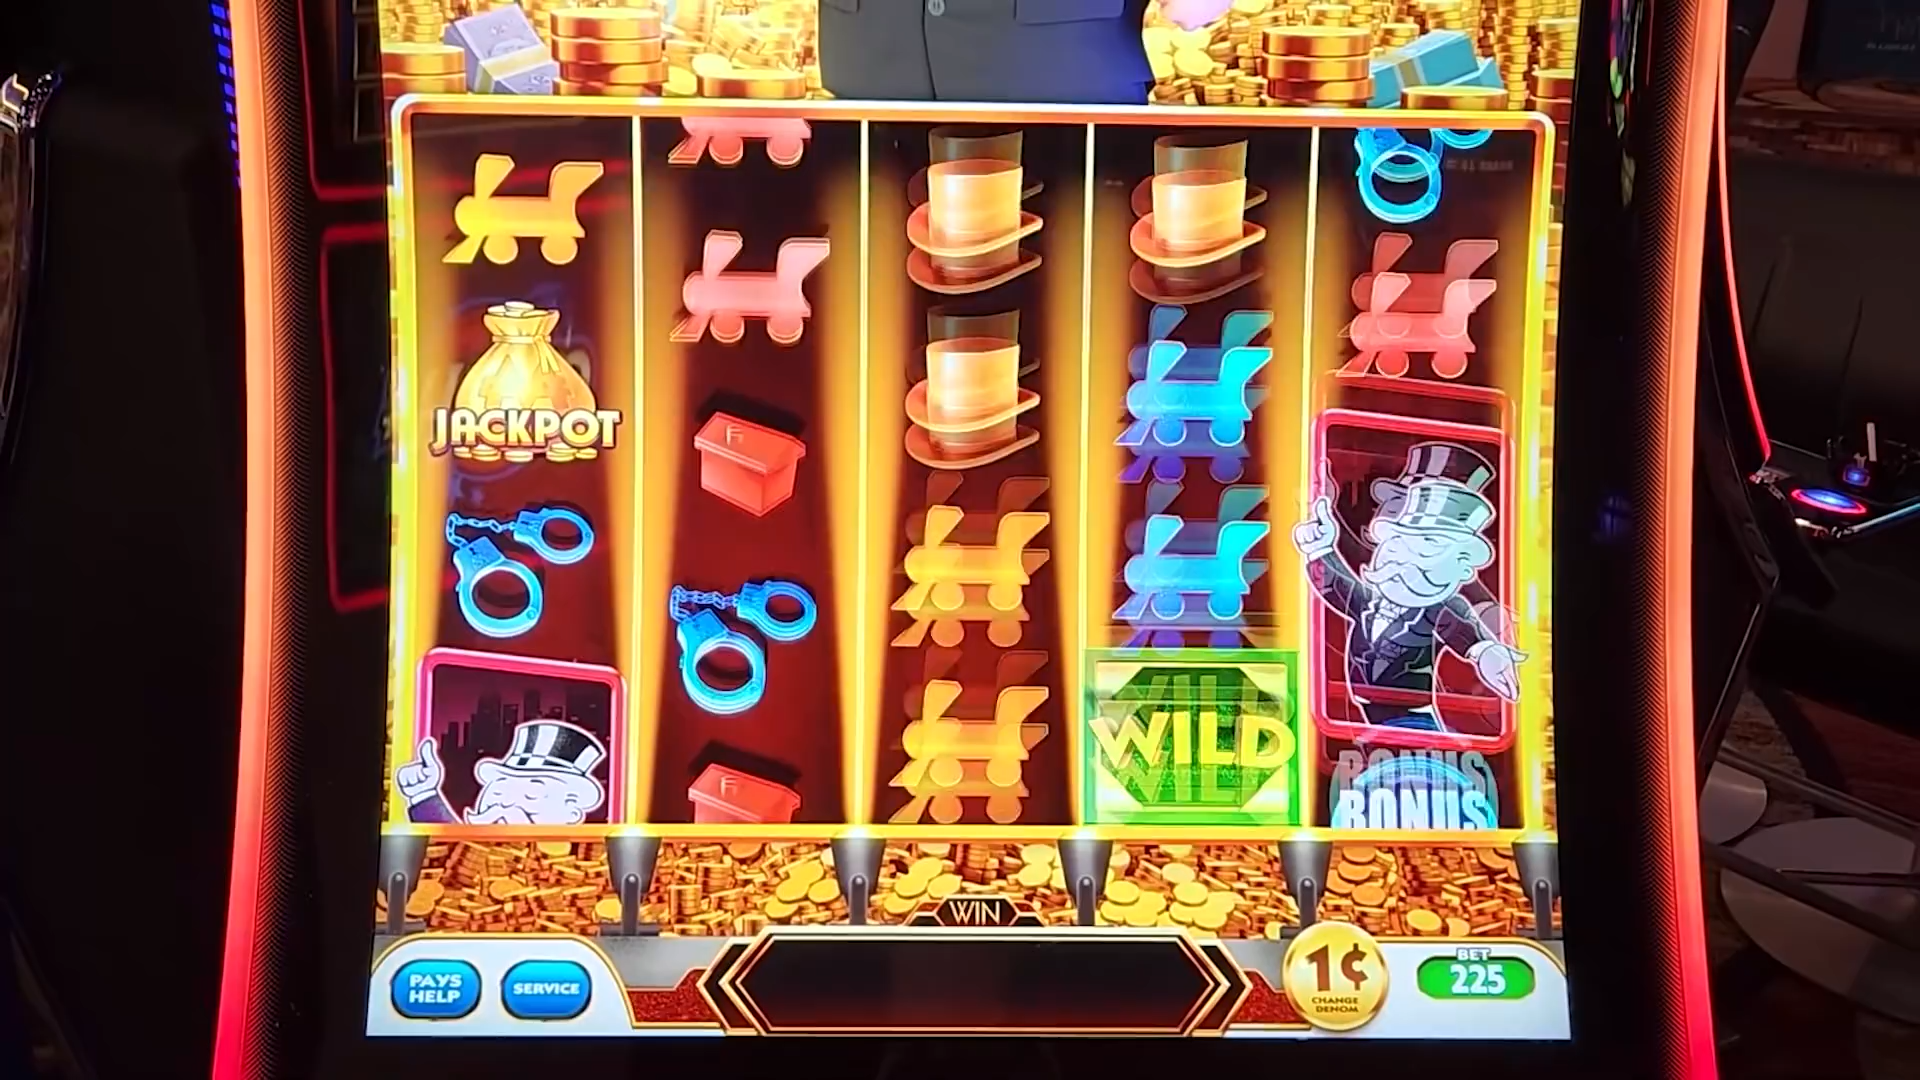 JACKPOT
WILD
BONUS
WIN
PAYS
HELP
SERVICE
1¢
CHANGE
DENOM
BET
225